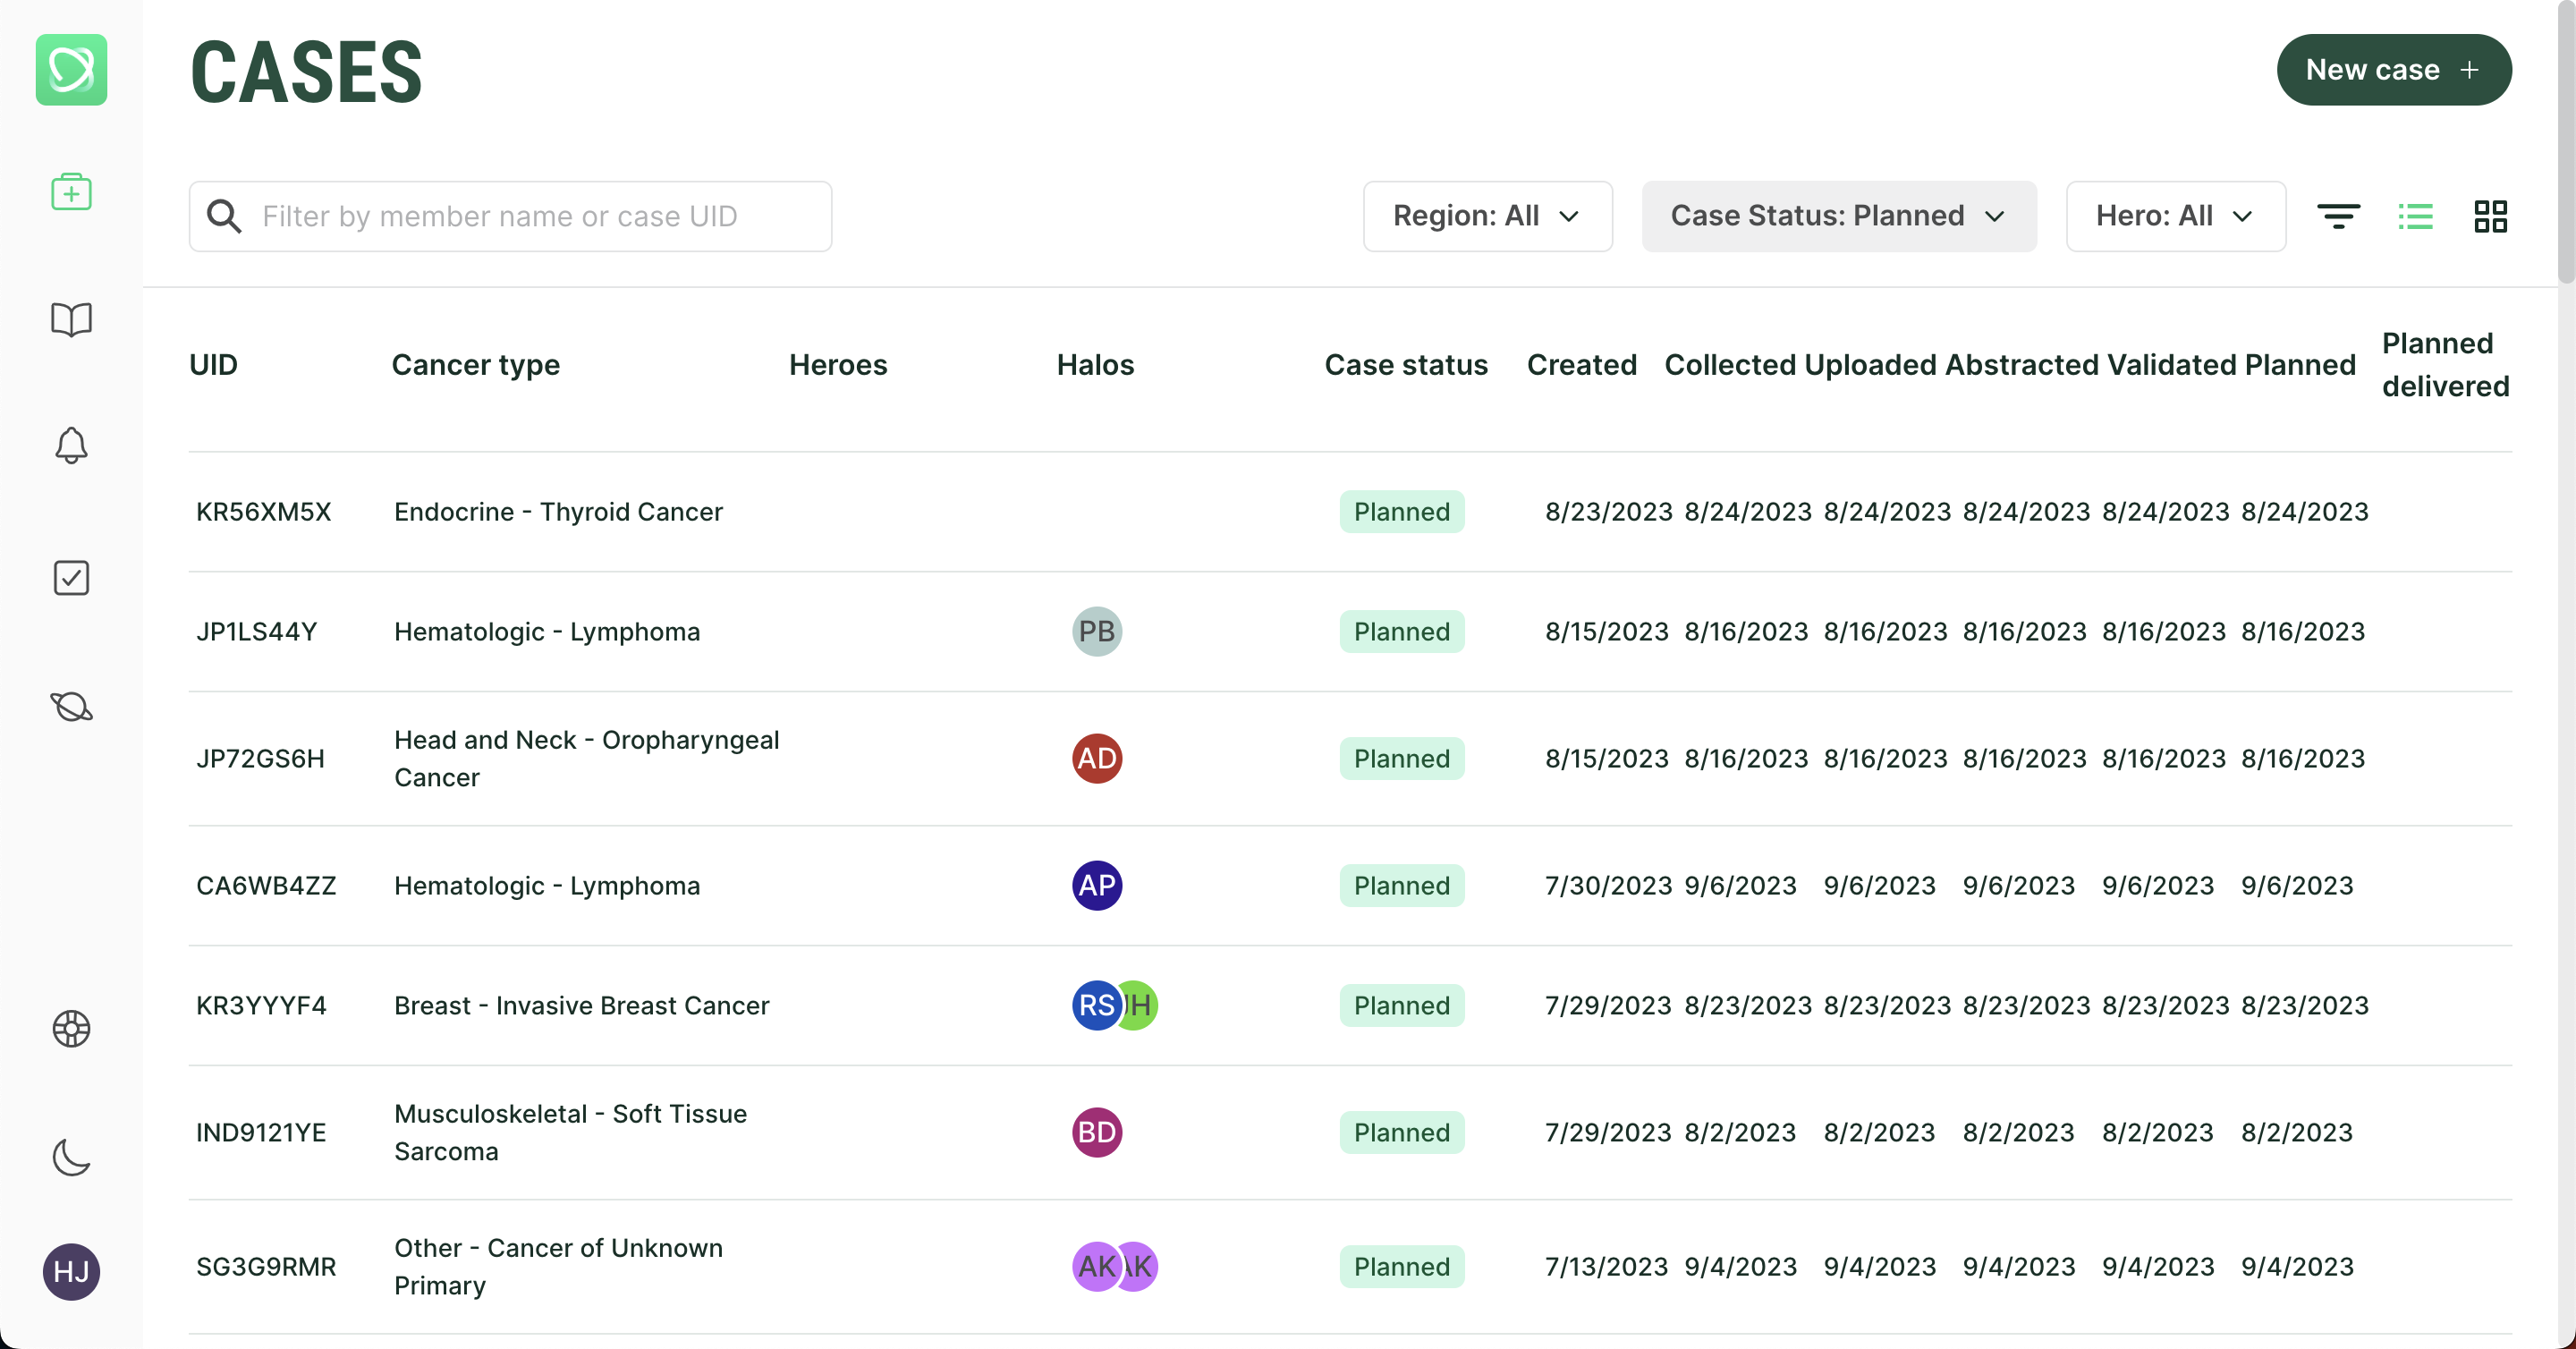 CASES
New case +
Filter by member name or case UID
Region: All
Case Status: Planned
Hero: All
UID Cancer type Heroes Halos Case status Created Collected Uploaded Abstracted Validated Planned Planned delivered
KR56XM5X Endocrine - Thyroid Cancer Planned 8/23/2023 8/24/2023 8/24/2023 8/24/2023 8/24/2023 8/24/2023
JP1LS44Y Hematologic - Lymphoma PB Planned 8/15/2023 8/16/2023 8/16/2023 8/16/2023 8/16/2023 8/16/2023
JP72GS6H Head and Neck - Oropharyngeal Cancer AD Planned 8/15/2023 8/16/2023 8/16/2023 8/16/2023 8/16/2023 8/16/2023
CA6WB4ZZ Hematologic - Lymphoma AP Planned 7/30/2023 9/6/2023 9/6/2023 9/6/2023 9/6/2023 9/6/2023
KR3YYYF4 Breast - Invasive Breast Cancer RS Planned 7/29/2023 8/23/2023 8/23/2023 8/23/2023 8/23/2023 8/23/2023
IND9121YE Musculoskeletal - Soft Tissue Sarcoma BD Planned 7/29/2023 8/2/2023 8/2/2023 8/2/2023 8/2/2023 8/2/2023
SG3G9RMR Other - Cancer of Unknown Primary AK AK Planned 7/13/2023 9/4/2023 9/4/2023 9/4/2023 9/4/2023 9/4/2023
HJ